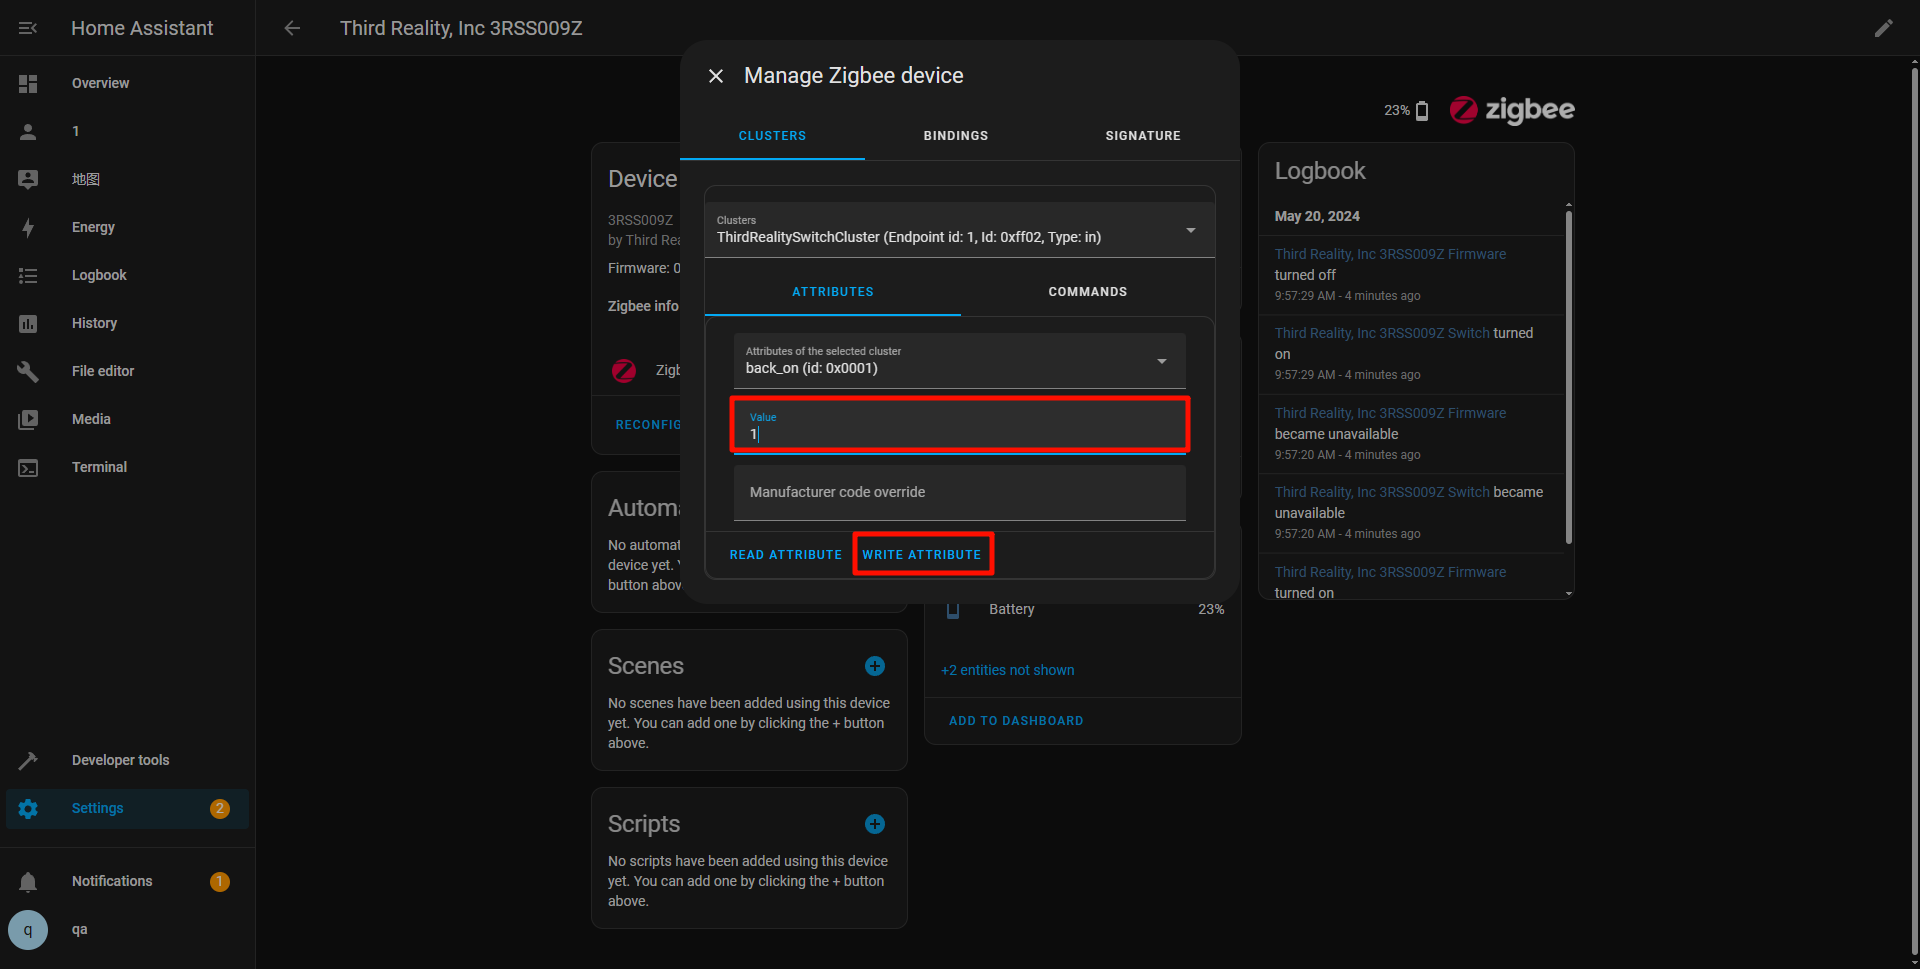 Home Assistant
Third Reality, Inc 3RSS009Z
Overview
1
地图
Energy
Logbook
History
File editor
Media
Terminal
Developer tools
Settings
2
Notifications
1
q
qa
Manage Zigbee device
CLUSTERS
BINDINGS
SIGNATURE
Clusters
ThirdRealitySwitchCluster (Endpoint id: 1, Id: 0xff02, Type: in)
ATTRIBUTES
COMMANDS
Attributes of the selected cluster
back_on (id: 0x0001)
Value
1
Manufacturer code override
READ ATTRIBUTE
WRITE ATTRIBUTE
Device
3RSS009Z
by Third Rea
Firmware: 0
Zigbee info
Zigb
RECONFIG
Automa
No automat
device yet. Y
button abov
Scenes
No scenes have been added using this device
yet. You can add one by clicking the + button
above.
Scripts
No scripts have been added using this device
yet. You can add one by clicking the + button
above.
Battery
23%
+2 entities not shown
ADD TO DASHBOARD
23%
zigbee
Logbook
May 20, 2024
Third Reality, Inc 3RSS009Z Firmware
turned off
9:57:29 AM - 4 minutes ago
Third Reality, Inc 3RSS009Z Switch turned
on
9:57:29 AM - 4 minutes ago
Third Reality, Inc 3RSS009Z Firmware
became unavailable
9:57:20 AM - 4 minutes ago
Third Reality, Inc 3RSS009Z Switch became
unavailable
9:57:20 AM - 4 minutes ago
Third Reality, Inc 3RSS009Z Firmware
turned on